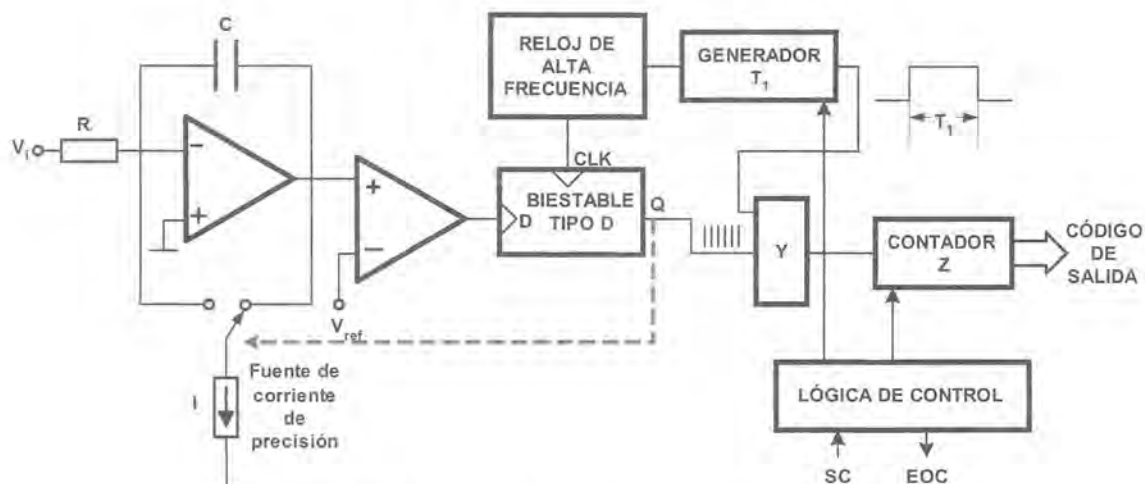 C
R
Vi
-
+
+
-
Vref
RELOJ DE
ALTA
FRECUENCIA
GENERADOR
T1
T1
CLK
D
BIESTABLE
TIPO D
Q
Y
CONTADOR
Z
CÓDIGO
DE
SALIDA
I
Fuente de
corriente
de
precisión
LÓGICA DE CONTROL
SC
EOC